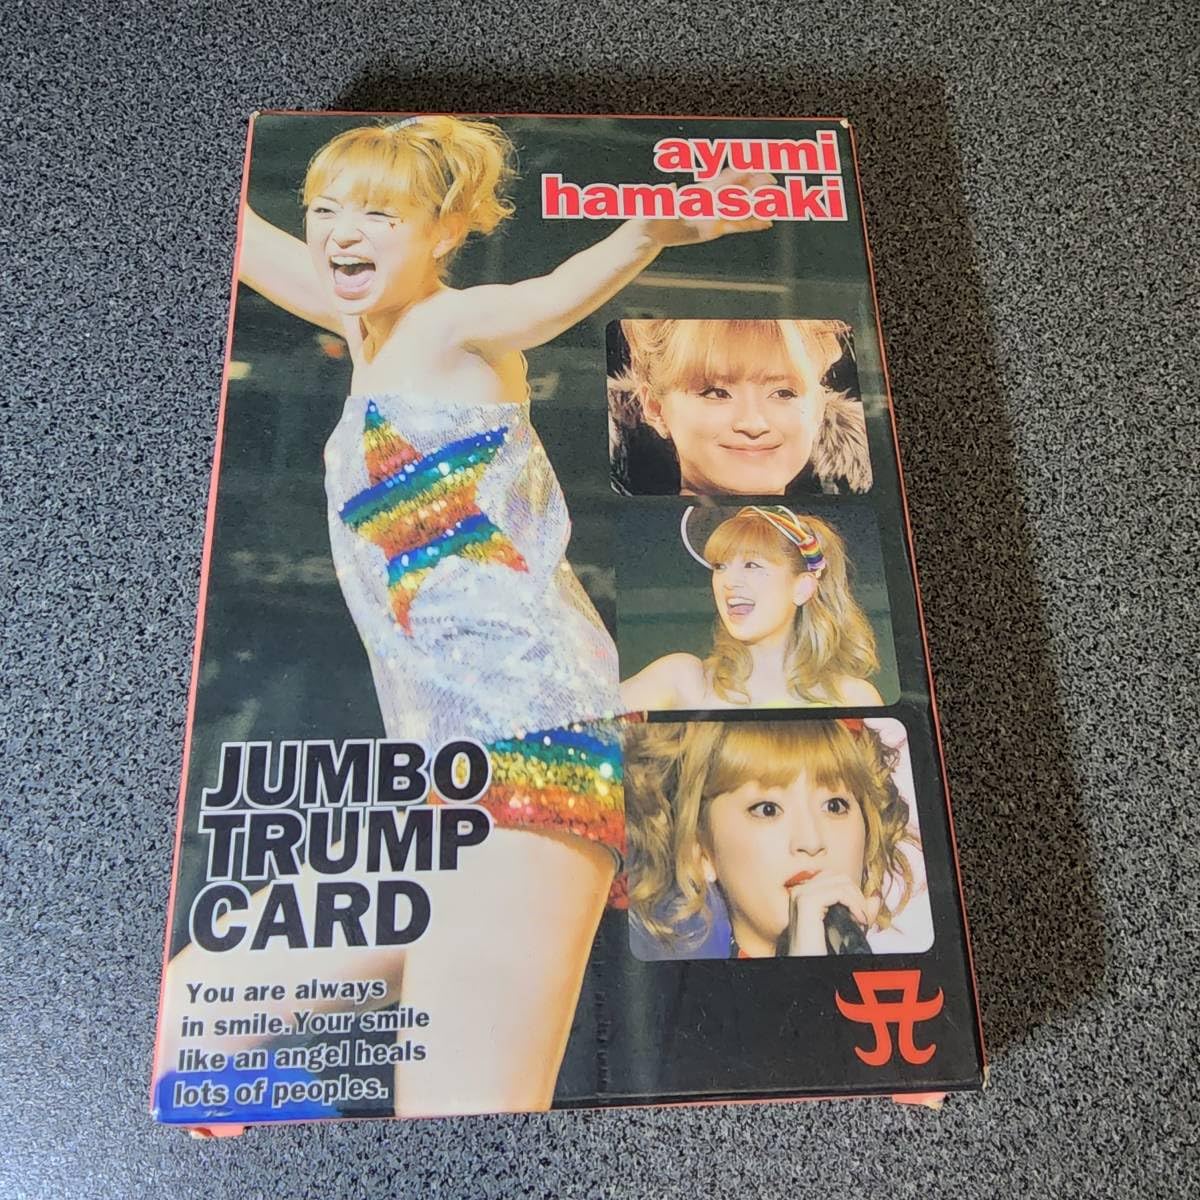 ayumi
hamasaki
JUMBO
TRUMP
CARD
You are always
in smile.Your smile
like an angel heals
lots of peoples.